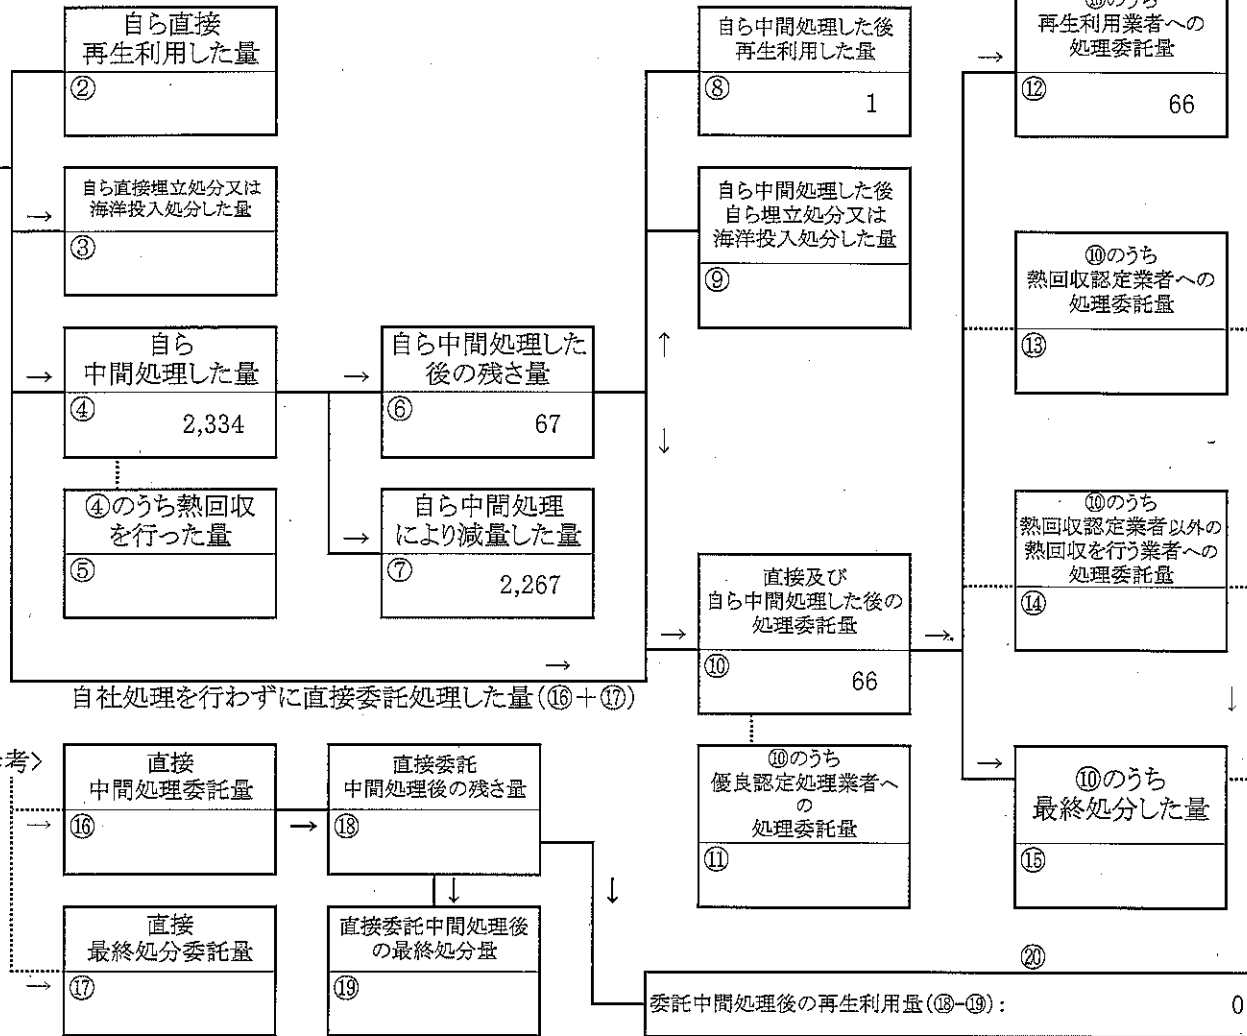 自ら直接
再生利用した量
②
自ら直接埋立処分又は
海洋投入処分した量
→
③
自ら
中間処理した量
→
④
2,334
④のうち熱回収
を行った量
⑤
→
自ら中間処理した
後の残さ量
⑥
67
→
自ら中間処理
により減量した量
⑦
2,267
自ら中間処理した後
再生利用した量
⑧
1
自ら中間処理した後
自ら埋立処分又は
海洋投入処分した量
⑨
↑
↓
→
自社処理を行わずに直接委託処理した量(⑯+⑰)
→
直接及び
自ら中間処理した後の
処理委託量
⑩
66
→
⑩のうち
優良認定処理業者へ
の
処理委託量
⑪
→
⑩のうち
再生利用業者への
処理委託量
⑫
66
⑩のうち
熱回収認定業者への
処理委託量
⑬
⑩のうち
熱回収認定業者以外の
熱回収を行う業者への
処理委託量
⑭
↓
→
⑩のうち
最終処分した量
⑮
考>
→
直接
中間処理委託量
⑯
→
直接委託
中間処理後の残さ量
⑱
↓
↓
→
直接
最終処分委託量
⑰
直接委託中間処理後
の最終処分量
⑲
⑳
委託中間処理後の再生利用量(⑱-⑲): 0